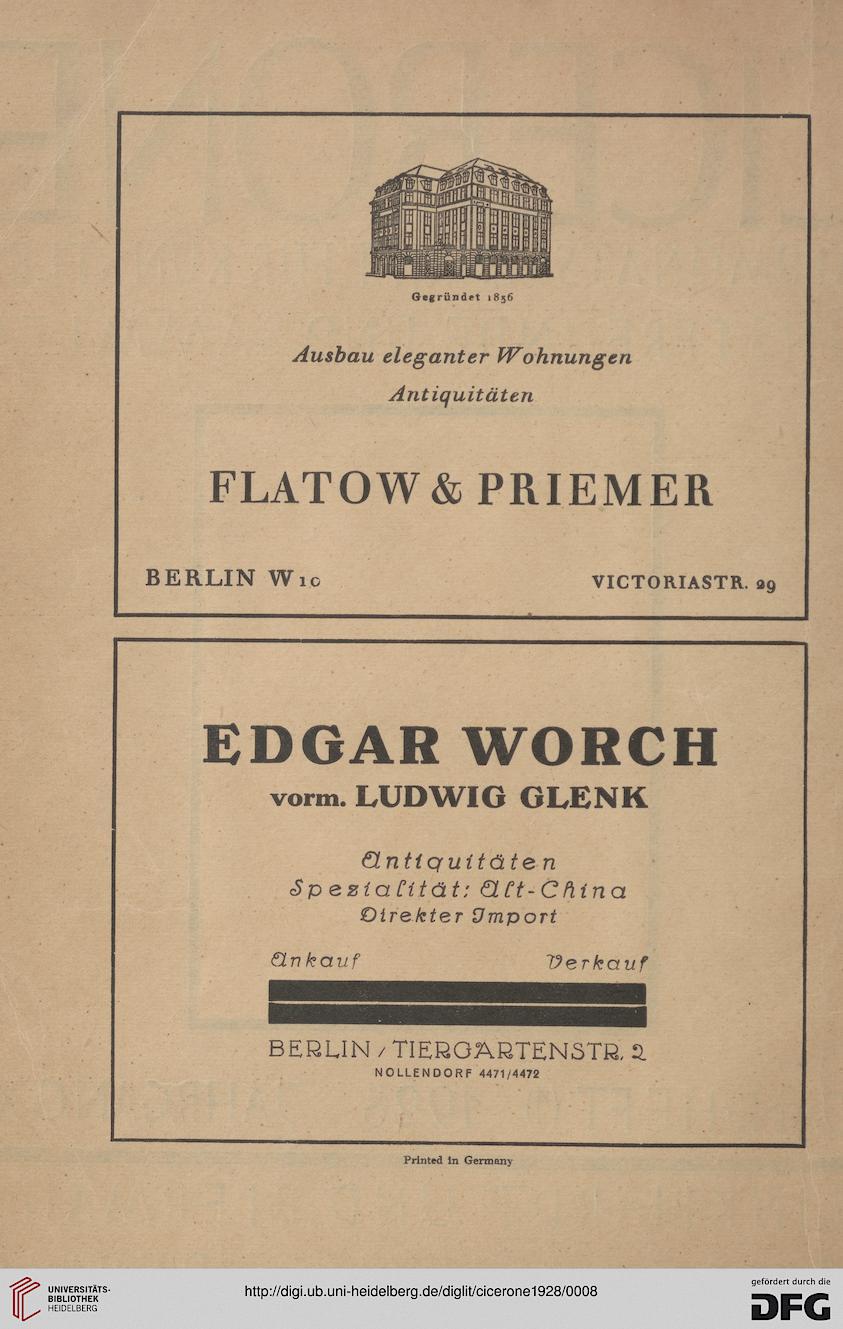 Gegründet 1856
Ausbau eleganter Wohnungen
Antiquitäten
FLATOW & PRIEMER
BERLIN W 10 VICTORIASTR. 29
EDGAR WORCH
vorm. LUDWIG GLENK
Antiquitäten
Spezialität: Alt-China
Direkter Import
Ankauf Verkauf
BERLIN / TIERGARTENSTR. 2
NOLLENDORF 4471/4472
Printed in Germany
UNIVERSITÄTS-
BIBLIOTHEK
HEIDELBERG
http://digi.ub.uni-heidelberg.de/diglit/cicerone1928/0008
gefördert durch die
DFG